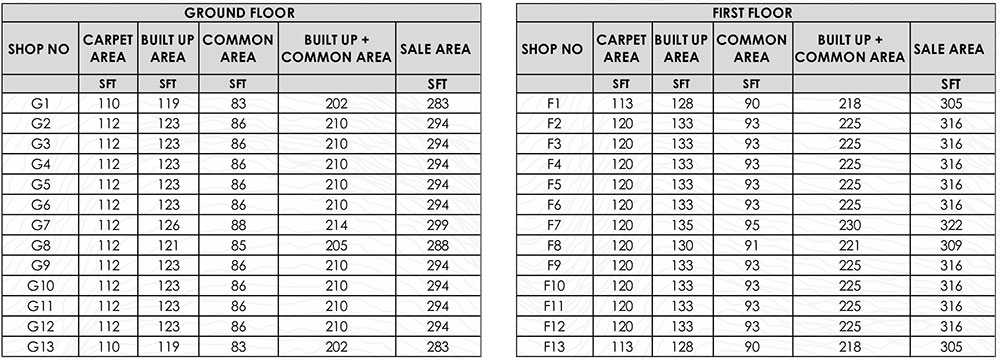 GROUND FLOOR
SHOP NO CARPET AREA BUILT UP AREA COMMON AREA BUILT UP + COMMON AREA SALE AREA
SFT SFT SFT SFT
G1 110 119 83 202 283
G2 112 123 86 210 294
G3 112 123 86 210 294
G4 112 123 86 210 294
G5 112 123 86 210 294
G6 112 123 86 210 294
G7 112 126 88 214 299
G8 112 121 85 205 288
G9 112 123 86 210 294
G10 112 123 86 210 294
G11 112 123 86 210 294
G12 112 123 86 210 294
G13 110 119 83 202 283
FIRST FLOOR
SHOP NO CARPET AREA BUILT UP AREA COMMON AREA BUILT UP + COMMON AREA SALE AREA
SFT SFT SFT SFT
F1 113 128 90 218 305
F2 120 133 93 225 316
F3 120 133 93 225 316
F4 120 133 93 225 316
F5 120 133 93 225 316
F6 120 133 93 225 316
F7 120 135 95 230 322
F8 120 130 91 221 309
F9 120 133 93 225 316
F10 120 133 93 225 316
F11 120 133 93 225 316
F12 120 133 93 225 316
F13 113 128 90 218 305